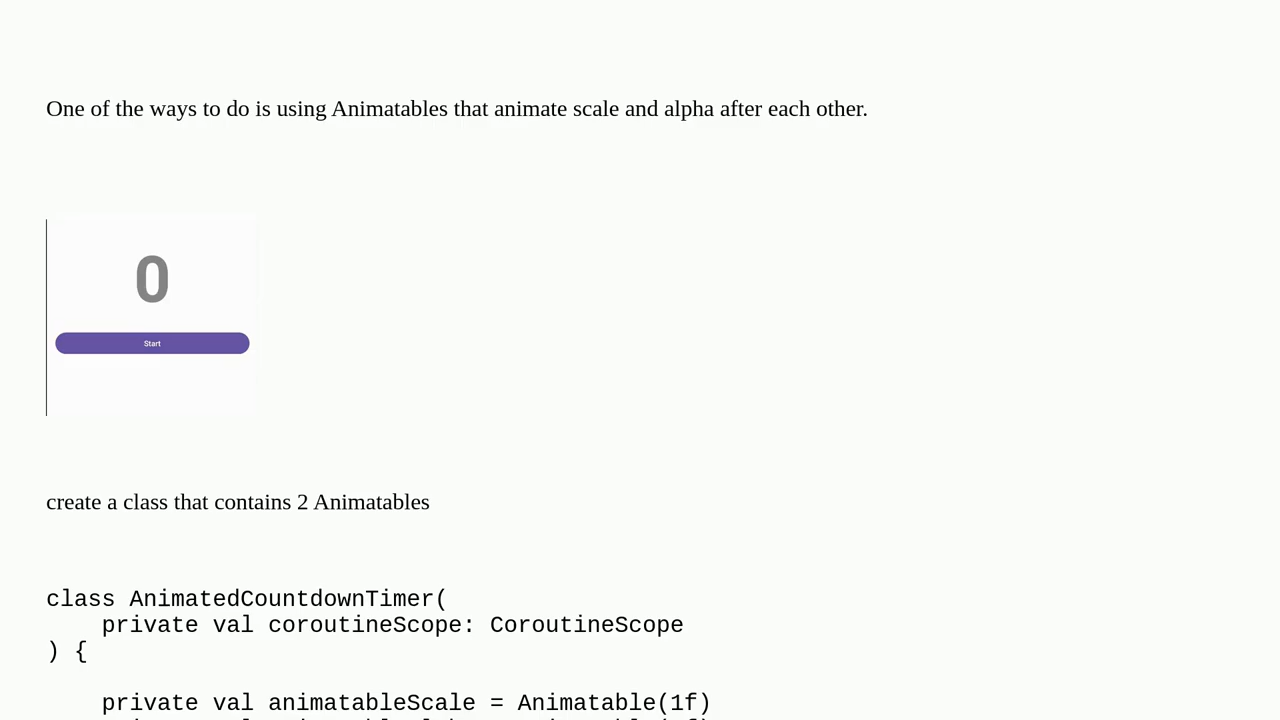 One of the ways to do is using Animatables that animate scale and alpha after each other.
0
Start
create a class that contains 2 Animatables
class AnimatedCountdownTimer(
    private val coroutineScope: CoroutineScope
) {
    private val animatableScale = Animatable(1f)